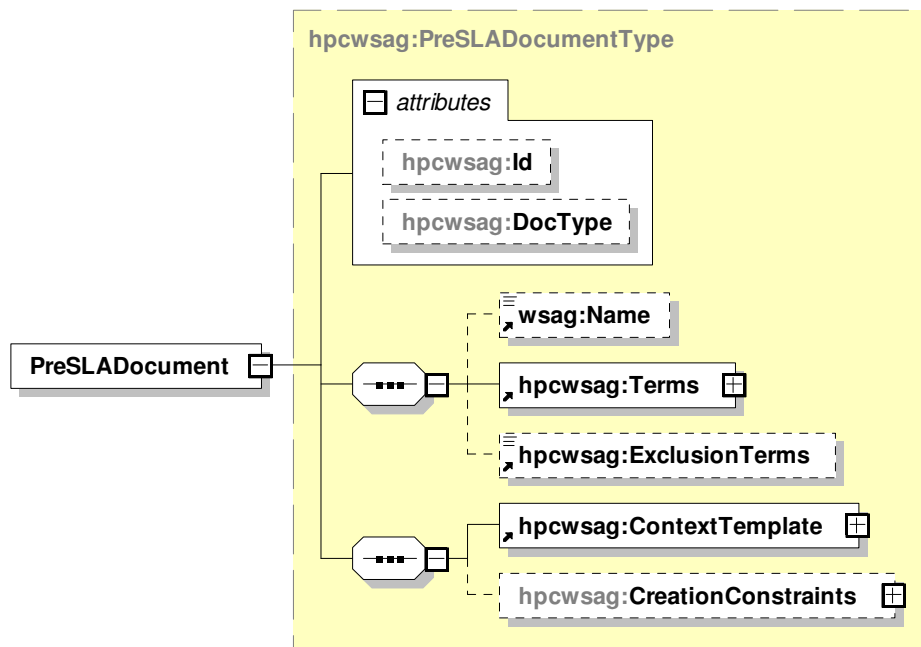 hpcwsag:PreSLADocumentType
attributes
hpcwsag:Id
hpcwsag:DocType
wsag:Name
PreSLADocument
hpcwsag:Terms
hpcwsag:ExclusionTerms
hpcwsag:ContextTemplate
hpcwsag:CreationConstraints